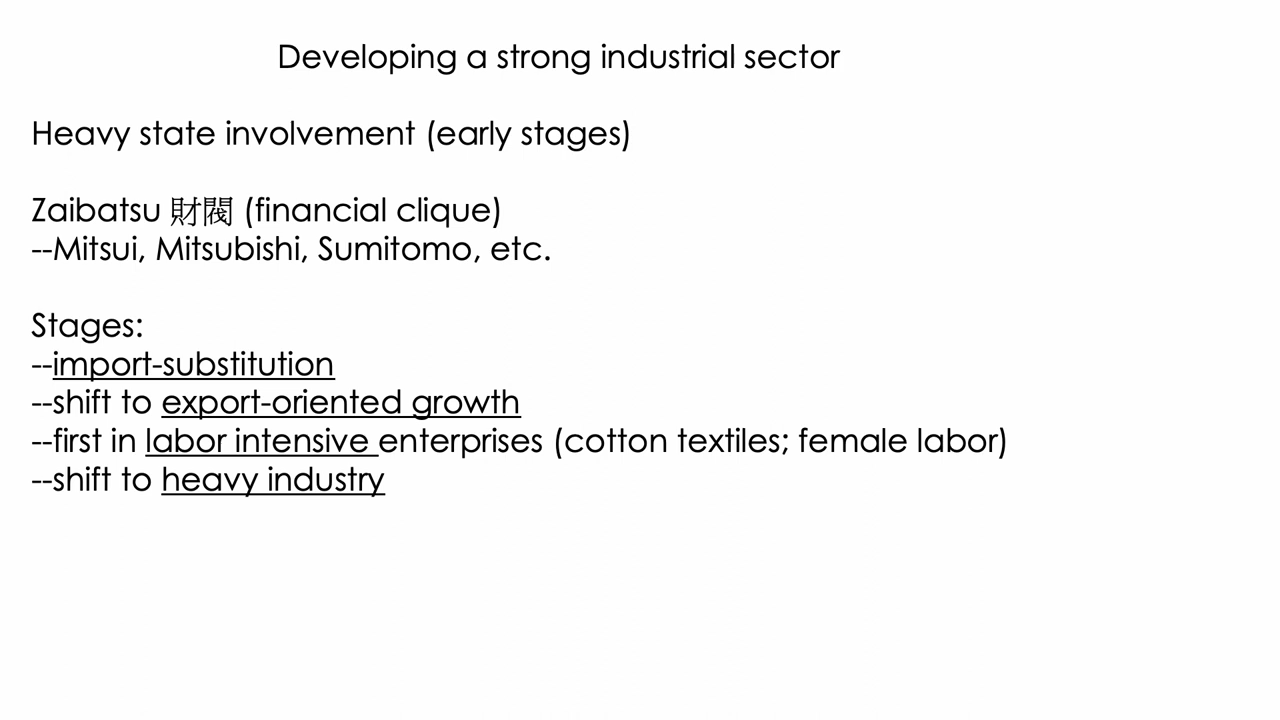 Developing a strong industrial sector
Heavy state involvement (early stages)
Zaibatsu 財閥 (financial clique)
--Mitsui, Mitsubishi, Sumitomo, etc.
Stages:
--import-substitution
--shift to export-oriented growth
--first in labor intensive enterprises (cotton textiles; female labor)
--shift to heavy industry